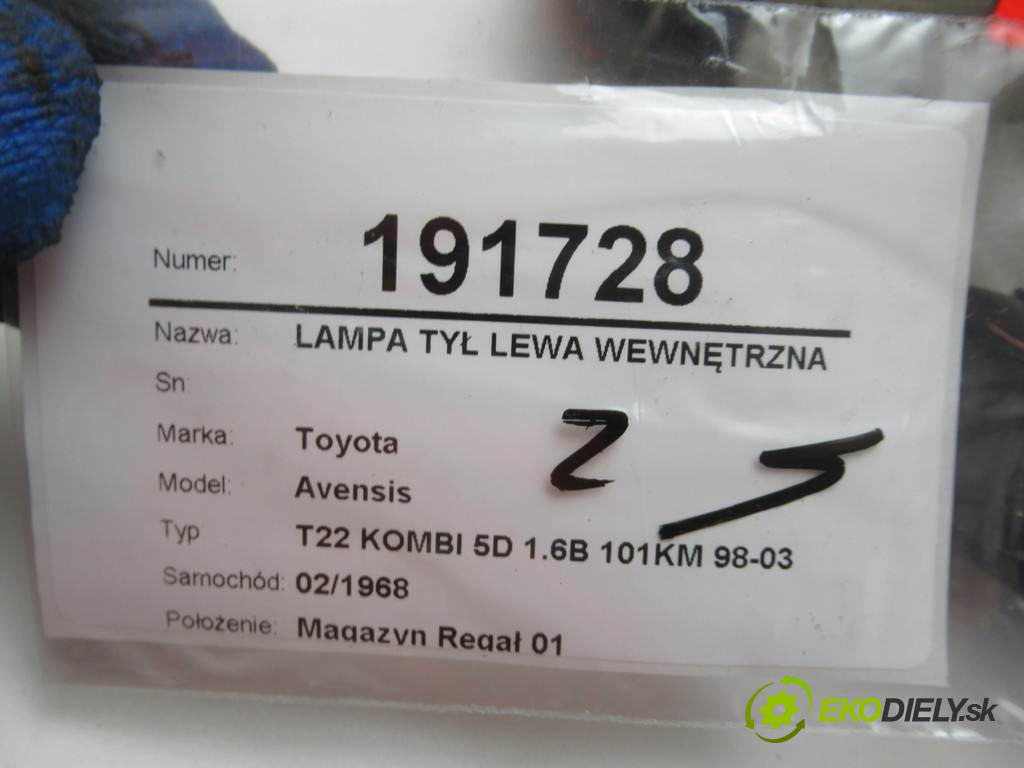 Numer: 191728
Nazwa: LAMPA TYŁ LEWA WEWNĘTRZNA
Sn
Marka: Toyota
Z
Model: Avensis
Typ T22 KOMBI 5D 1.6B 101KM 98-03
Samochód: 02/1968
Położenie: Magazyn Regał 01
EKODIELY.sk